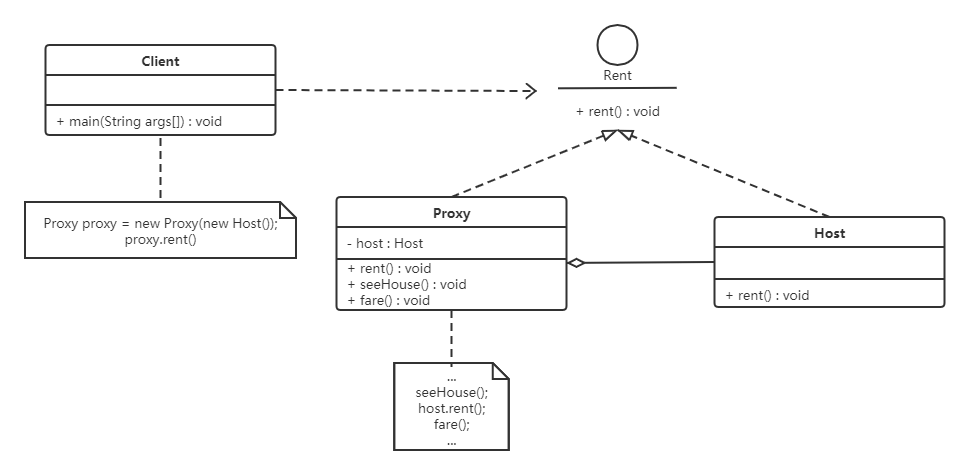 Client
+ main(String args[]) : void
Proxy proxy = new Proxy(new Host());
proxy.rent()
Rent
+ rent() : void
Proxy
- host : Host
+ rent() : void
+ seeHouse() : void
+ fare() : void
...
seeHouse();
host.rent();
fare();
...
Host
+ rent() : void